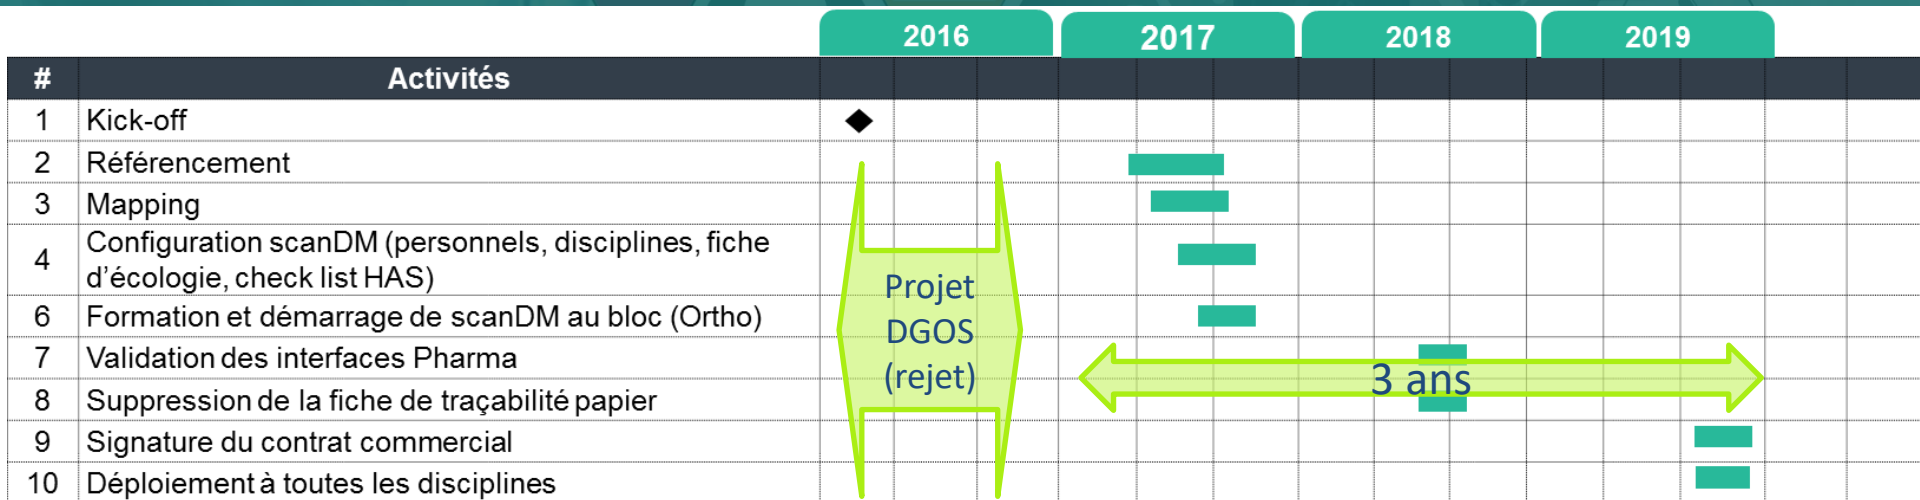 2016 2017 2018 2019
# Activités
1 Kick-off
2 Référencement
3 Mapping
4 Configuration scanDM (personnels, disciplines, fiche
d'écologie, check list HAS)
6 Formation et démarrage de scanDM au bloc (Ortho)
7 Validation des interfaces Pharma
8 Suppression de la fiche de traçabilité papier
9 Signature du contrat commercial
10 Déploiement à toutes les disciplines
Projet
DGOS
(rejet)
3 ans